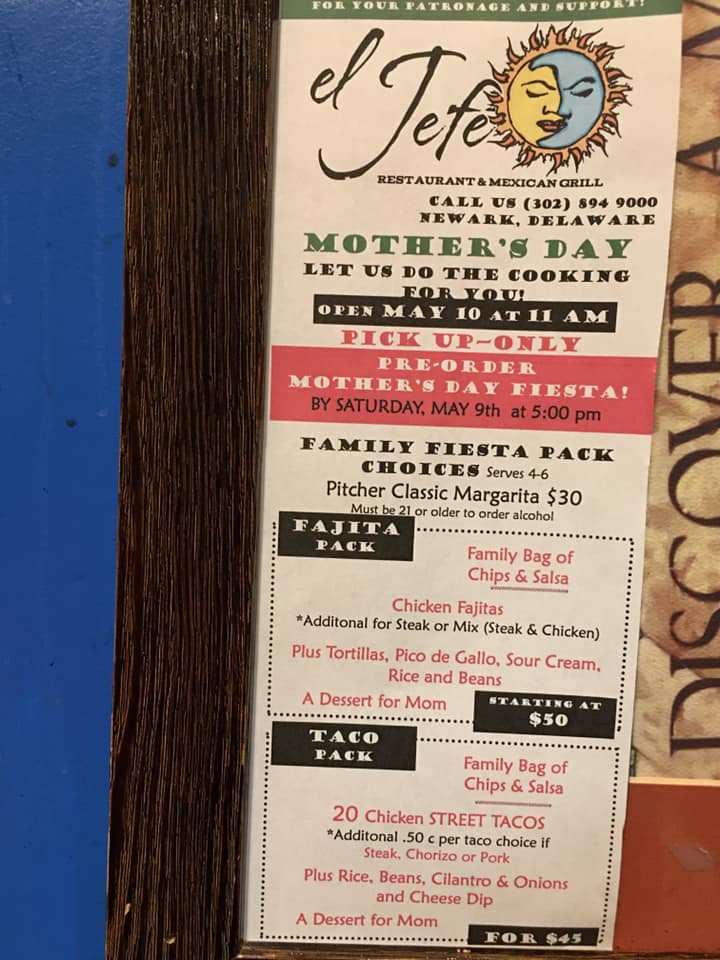 FOR YOUR PATRONAGE AND SUPPORT!
el Jefe
RESTAURANT & MEXICAN GRILL
CALL US (302) 894 9000
NEWARK, DELAWARE
MOTHER'S DAY
LET US DO THE COOKING
FOR YOU!
OPEN MAY 10 AT 11 AM
PICK UP~ONLY
PRE-ORDER
MOTHER'S DAY FIESTA!
BY SATURDAY, MAY 9th at 5:00 pm
FAMILY FIESTA PACK
CHOICES Serves 4-6
Pitcher Classic Margarita $30
Must be 21 or older to order alcohol
FAJITA
PACK
Family Bag of
Chips & Salsa
Chicken Fajitas
*Additonal for Steak or Mix (Steak & Chicken)
Plus Tortillas, Pico de Gallo, Sour Cream,
Rice and Beans
A Dessert for Mom
STARTING AT
$50
TACO
PACK
Family Bag of
Chips & Salsa
20 Chicken STREET TACOS
*Additonal .50 c per taco choice if
Steak, Chorizo or Pork
Plus Rice, Beans, Cilantro & Onions
and Cheese Dip
A Dessert for Mom
FOR $45
DISCOVER